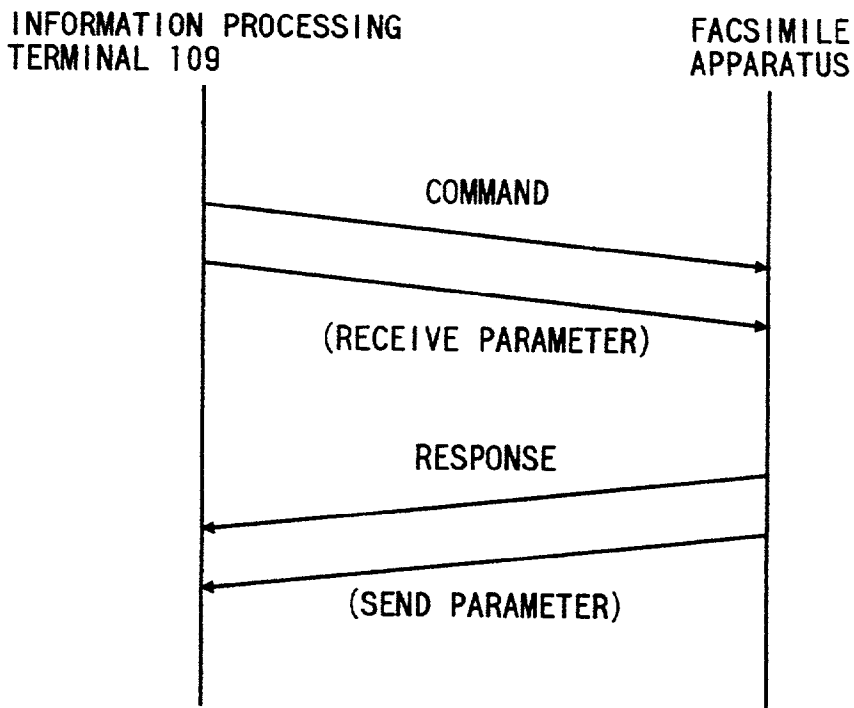 INFORMATION PROCESSING
TERMINAL 109
FACSIMILE
APPARATUS
COMMAND
(RECEIVE PARAMETER)
RESPONSE
(SEND PARAMETER)